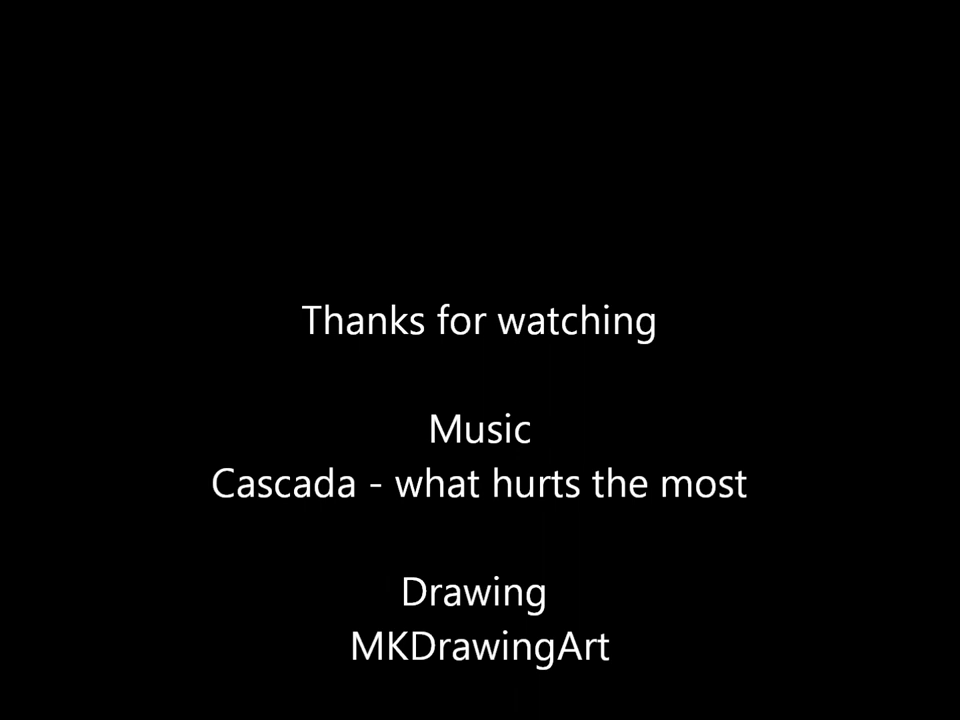 Thanks for watching
Music
Cascada - what hurts the most
Drawing
MKDrawingArt